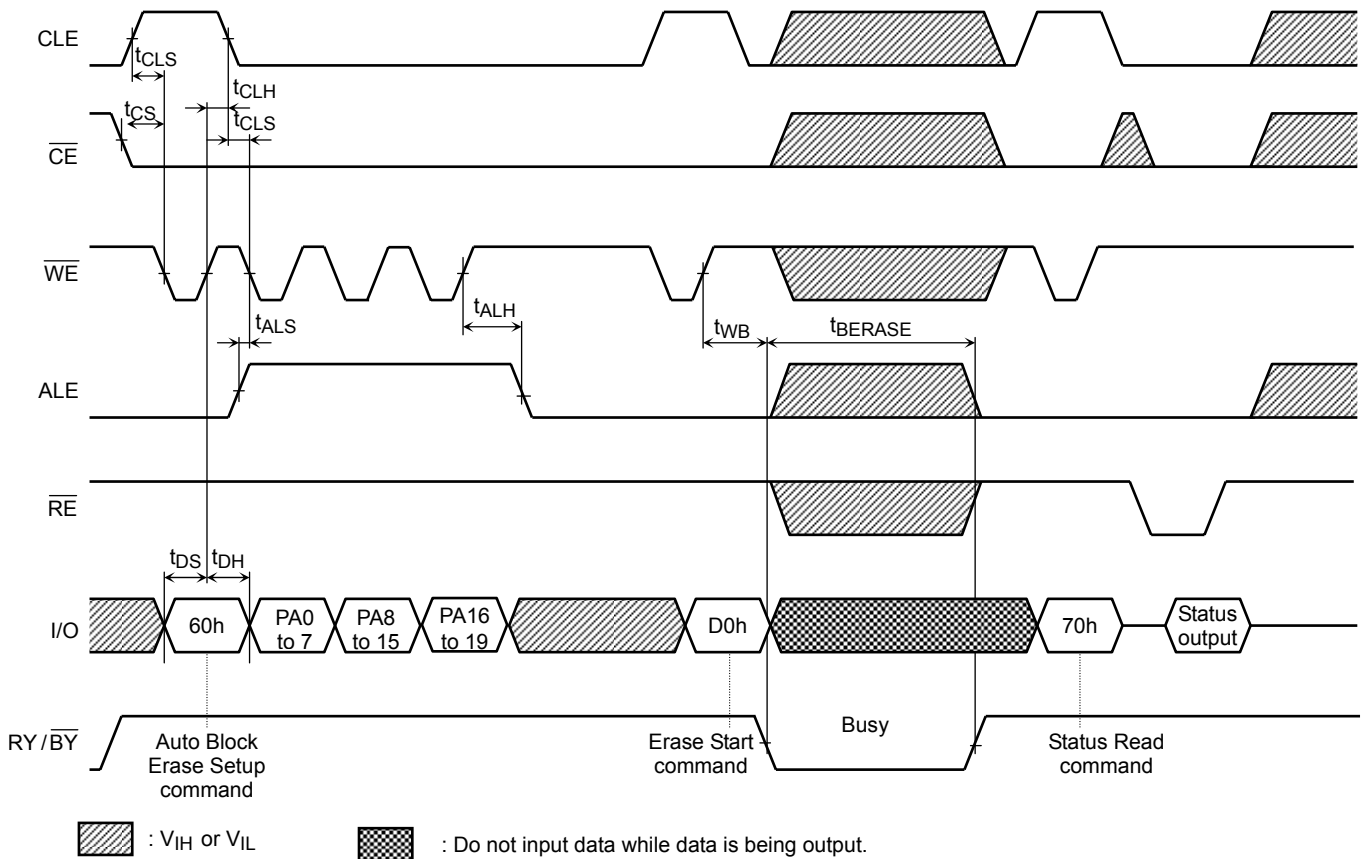 CLE
tCLS
tCLH
tCS
tCLS
CE
WE
tALS
tALH
tWB
tBERASE
ALE
RE
tDS
tDH
I/O
60h
PA0
to 7
PA8
to 15
PA16
to 19
D0h
70h
Status
output
RY/BY
Busy
Auto Block
Erase Setup
command
Erase Start
command
Status Read
command
: VIH or VIL
: Do not input data while data is being output.